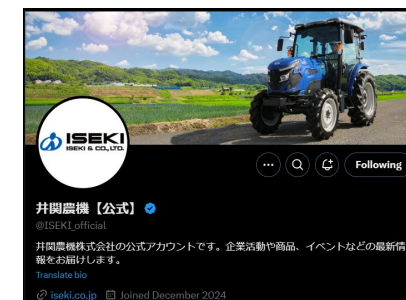 ISEKI
ISEKI & CO., LTD.
Following
井関農機【公式】
@ISEKI_official
井関農機株式会社の公式アカウントです。企業活動や商品、イベントなどの最新情
報をお届けします。
Translate bio
iseki.co.jp Joined December 2024